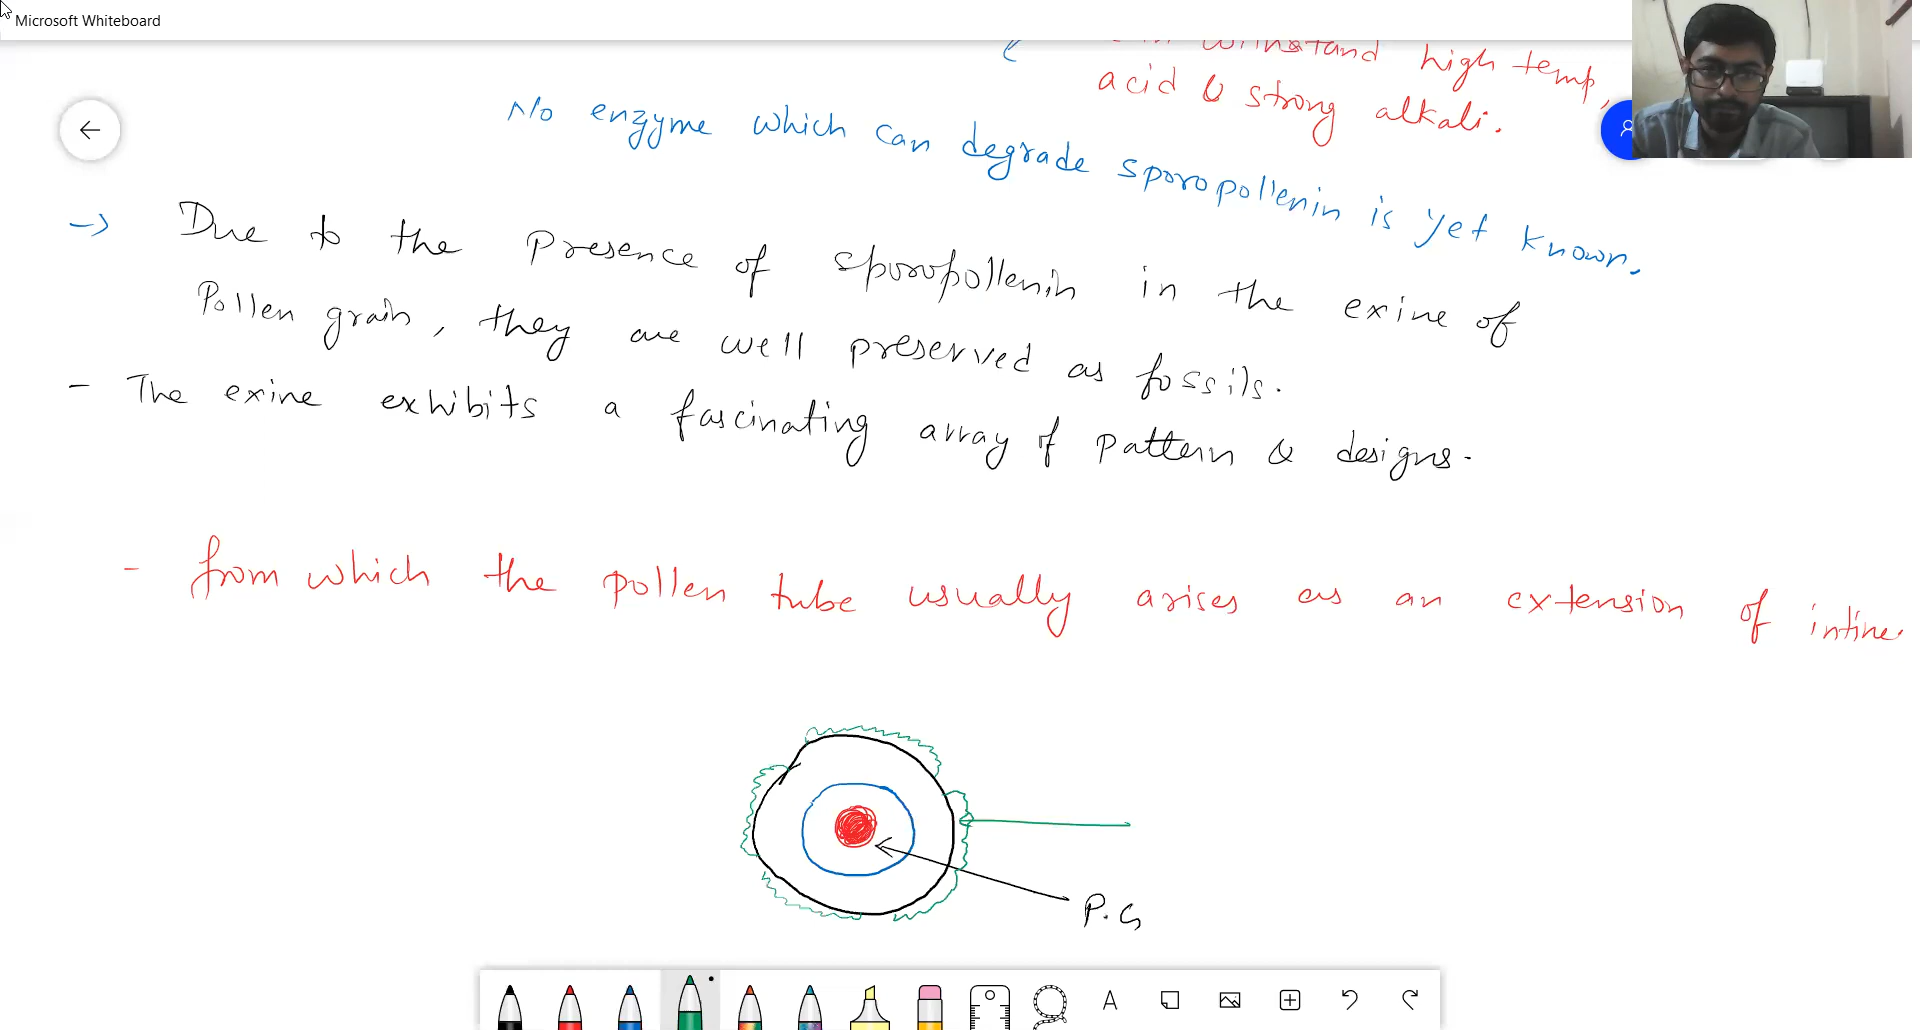 Microsoft Whiteboard
withstand high temp,
acid & strong alkali.
No enzyme which can degrade sporopollenin is yet known.
→ Due to the presence of sporopollenin in the exine of
Pollen grain, they are well preserved as fossils.
- The exine exhibits a fascinating array of pattern & designs.
- from which the pollen tube usually arises as an extension of intine.
P.G
A